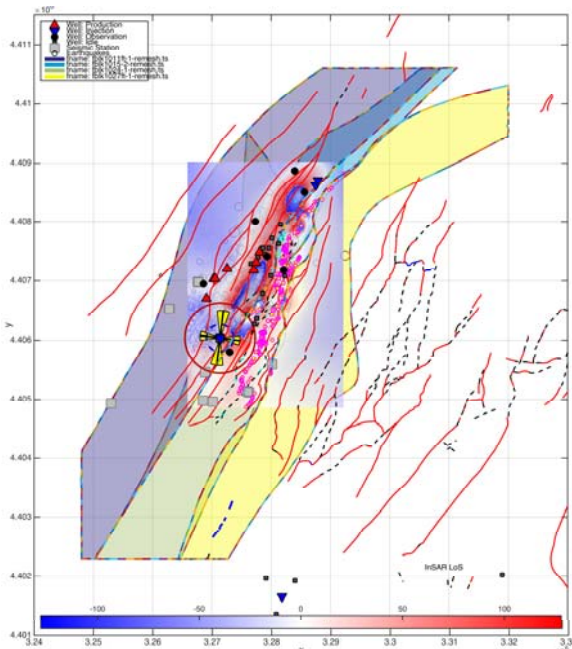 Well: Production
Well: Injection
Well: Observation
Well: Idle
Seismic Station
Earthquakes
4.411
4.41
4.409
4.408
4.407
4.406
4.405
4.404
4.403
4.402
4.401
y
InSAR LoS
-100 -50 0 50 100
3.24 3.25 3.26 3.27 3.28 3.29 3.3 3.31 3.32